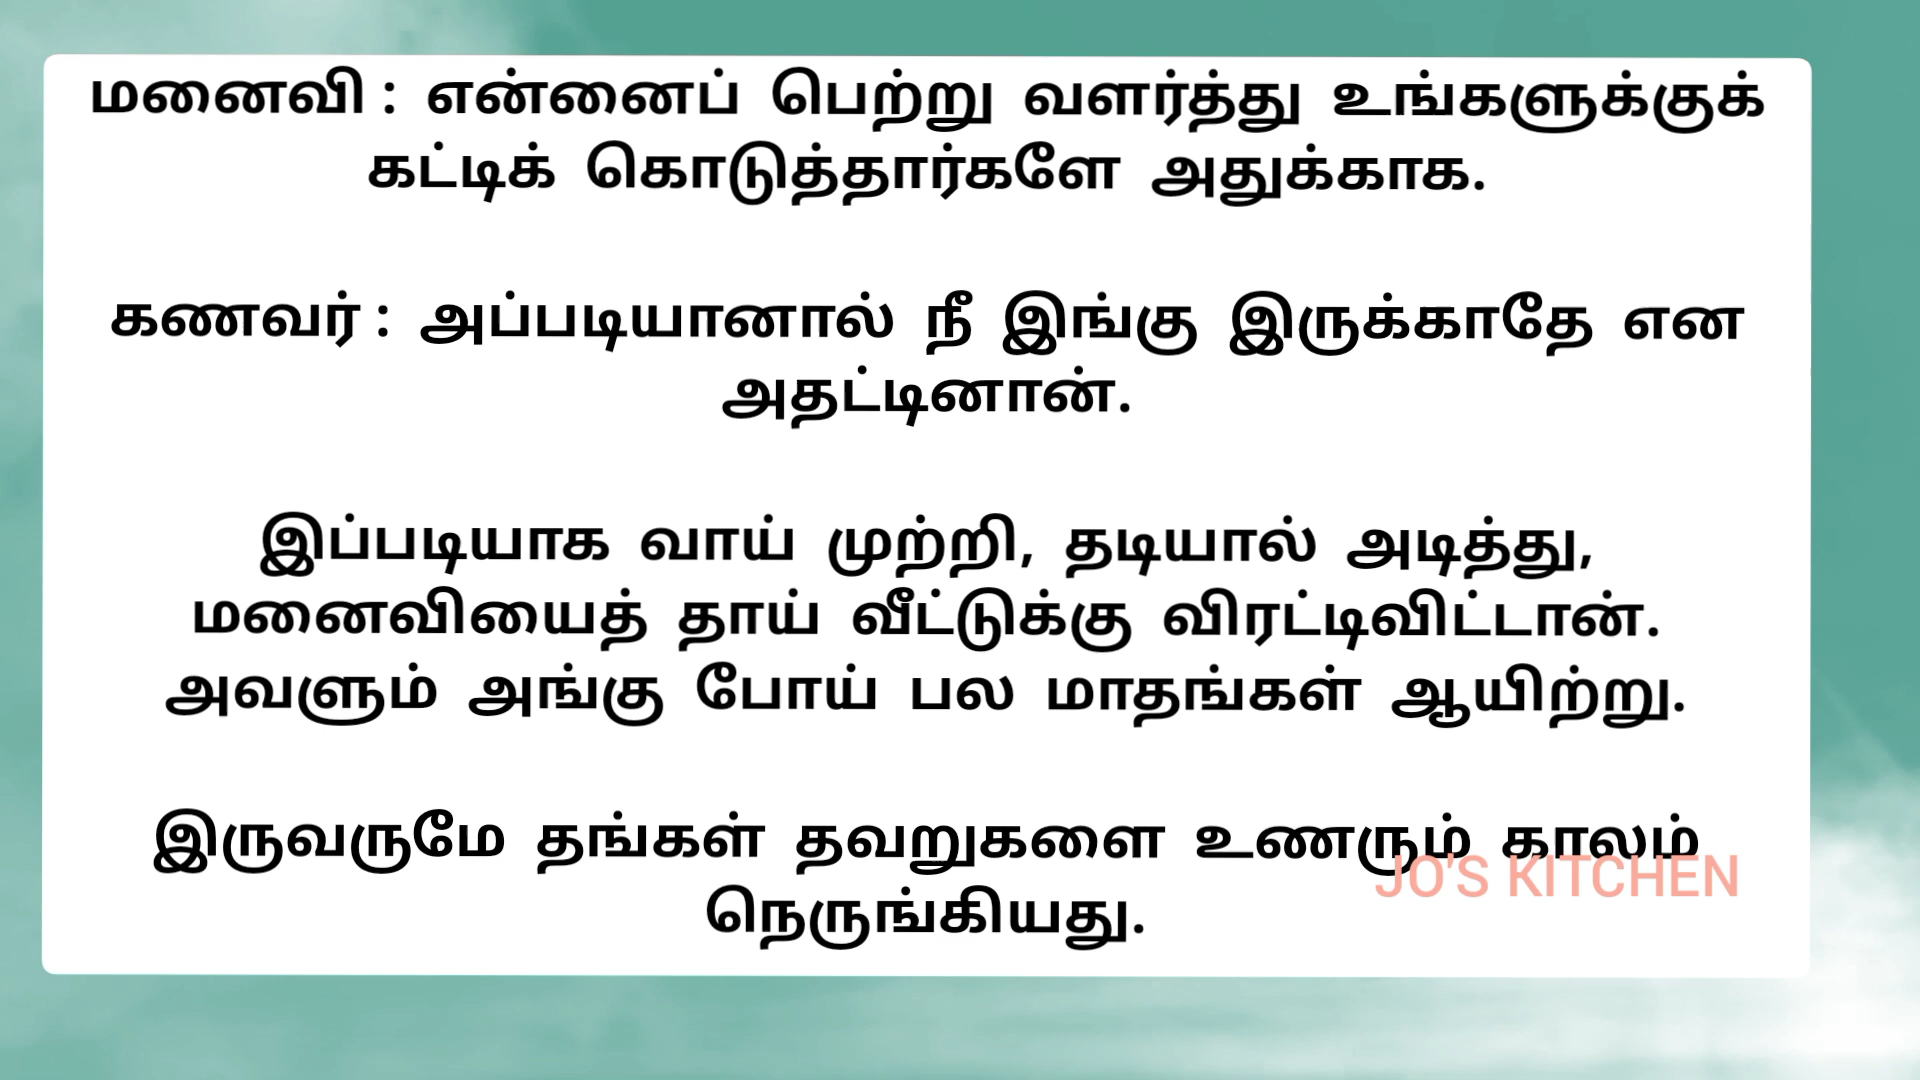 மனைவி : என்னைப் பெற்று வளர்த்து உங்களுக்குக்
கட்டிக் கொடுத்தார்களே அதுக்காக.
கணவர் : அப்படியானால் நீ இங்கு இருக்காதே என
அதட்டினான்.
இப்படியாக வாய் முற்றி, தடியால் அடித்து,
மனைவியைத் தாய் வீட்டுக்கு விரட்டிவிட்டான்.
அவளும் அங்கு போய் பல மாதங்கள் ஆயிற்று.
இருவருமே தங்கள் தவறுகளை உணரும் காலம்
நெருங்கியது.
JO'S KITCHEN